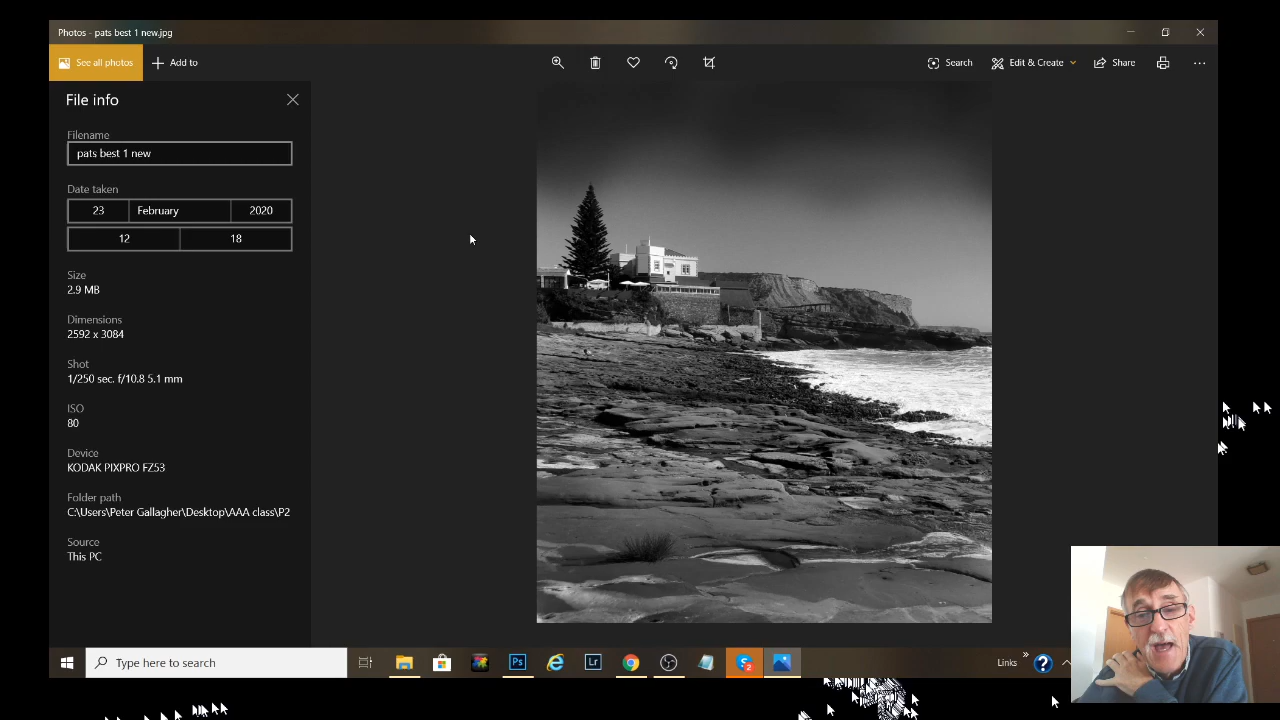 Photos - pats best 1 new.jpg
See all photos
Add to
Search
Edit & Create
Share
File info
Filename
pats best 1 new
Date taken
23 February 2020
12 18
Size
2.9 MB
Dimensions
2592 x 3084
Shot
1/250 sec. f/10.8 5.1 mm
ISO
80
Device
KODAK PIXPRO FZ53
Folder path
C:\Users\Peter Gallagher\Desktop\AAA class\P2
Source
This PC
Type here to search
Ps
Lr
2
Links
»
?